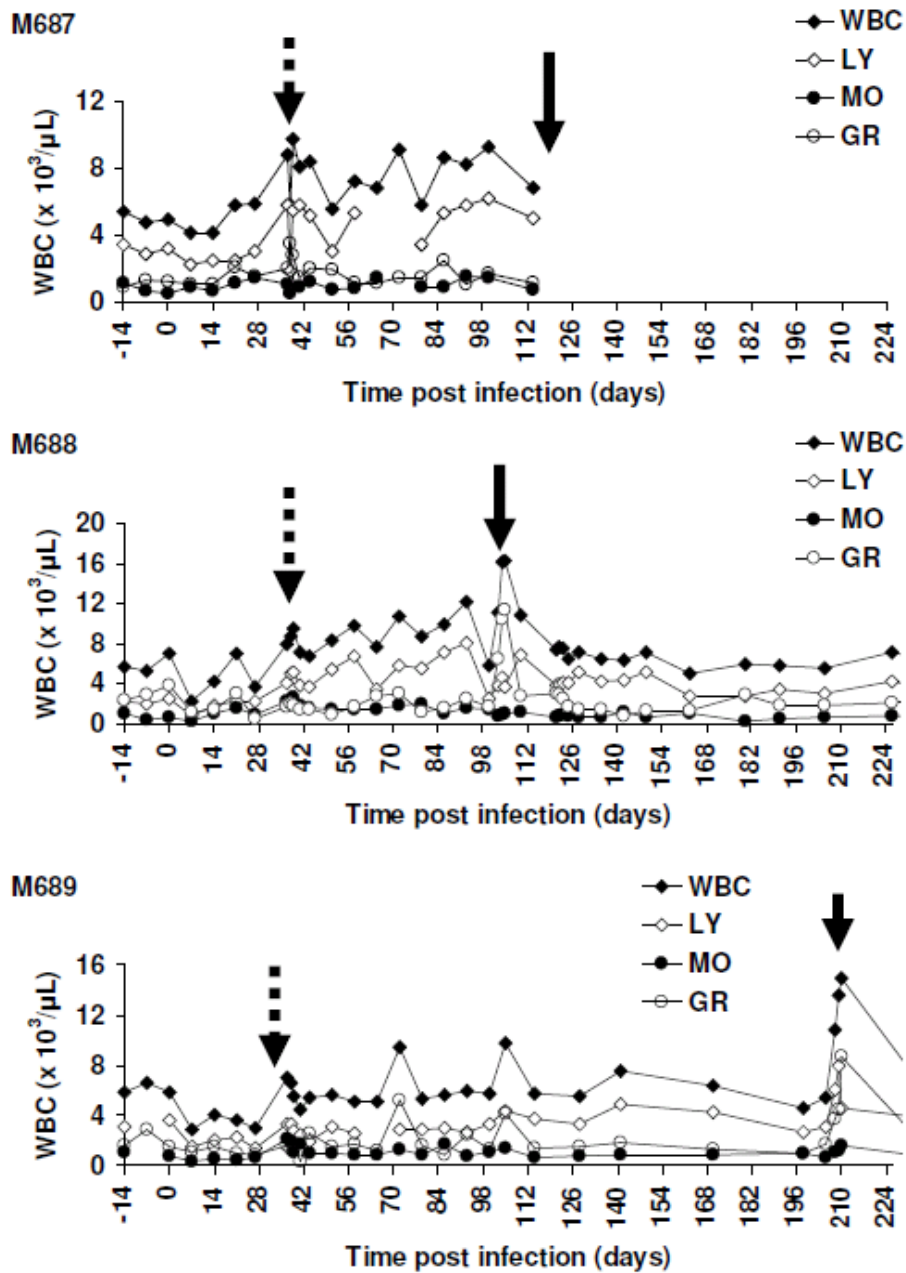 M687
WBC
LY
MO
GR
WBC (x 10³/µL)
12
8
4
0
-14 0 14 28 42 56 70 84 98 112 126 140 154 168 182 196 210 224
Time post infection (days)
M688
WBC
LY
MO
GR
WBC (x 10³/µL)
20
16
12
8
4
0
-14 0 14 28 42 56 70 84 98 112 126 140 154 168 182 196 210 224
Time post infection (days)
M689
WBC
LY
MO
GR
WBC (x 10³/µL)
16
12
8
4
0
-14 0 14 28 42 56 70 84 98 112 126 140 154 168 182 196 210 224
Time post infection (days)